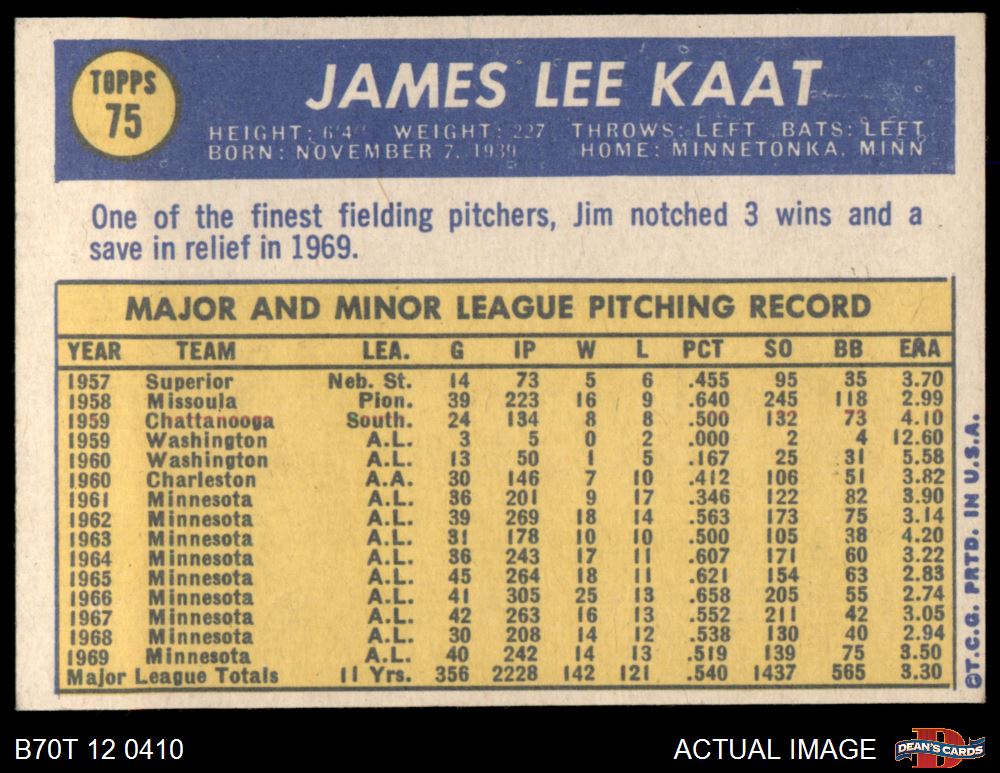 TOPPS
75
JAMES LEE KAAT
HEIGHT: 6'4" WEIGHT: 227 THROWS: LEFT BATS: LEFT
BORN: NOVEMBER 7, 1939 HOME: MINNETONKA, MINN
One of the finest fielding pitchers, Jim notched 3 wins and a
save in relief in 1969.
MAJOR AND MINOR LEAGUE PITCHING RECORD
YEAR TEAM LEA. G IP W L PCT SO BB ERA
1957 Superior Neb. St. 14 73 5 6 .455 95 35 3.70
1958 Missoula Pion. 39 223 16 9 .640 245 118 2.99
1959 Chattanooga South. 24 134 8 8 .500 132 73 4.10
1959 Washington A.L. 3 5 0 2 .000 2 4 12.60
1960 Washington A.L. 13 50 1 5 .167 25 31 5.58
1960 Charleston A.A. 30 146 7 10 .412 106 51 3.82
1961 Minnesota A.L. 36 201 9 17 .346 122 82 3.90
1962 Minnesota A.L. 39 269 18 14 .563 173 75 3.14
1963 Minnesota A.L. 31 178 10 10 .500 105 38 4.20
1964 Minnesota A.L. 36 243 17 11 .607 171 60 3.22
1965 Minnesota A.L. 45 264 18 11 .621 154 63 2.83
1966 Minnesota A.L. 41 305 25 13 .658 205 55 2.74
1967 Minnesota A.L. 42 263 16 13 .552 211 42 3.05
1968 Minnesota A.L. 30 208 14 12 .538 130 40 2.94
1969 Minnesota A.L. 40 242 14 13 .519 139 75 3.50
Major League Totals 11 Yrs. 356 2228 142 121 .540 1437 565 3.30
©T.C.G. PRTD. IN U.S.A.
B70T 12 0410
ACTUAL IMAGE
DEAN'S CARDS